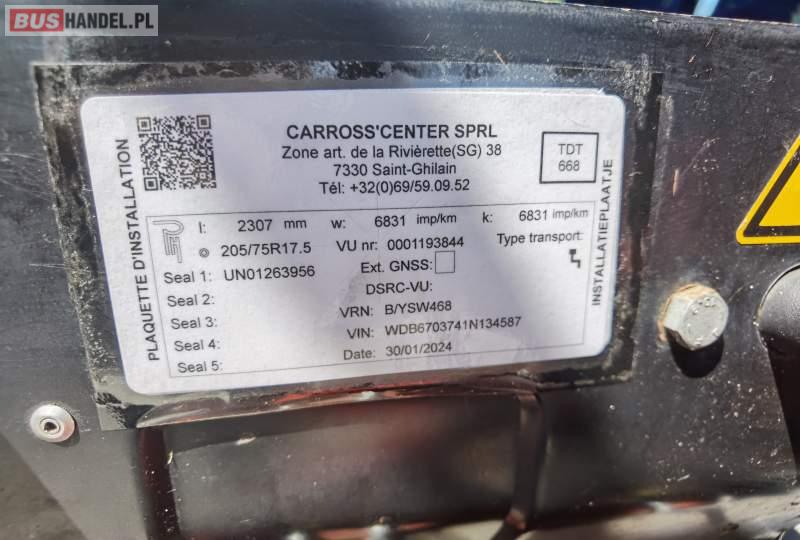 BUSHANDEL.PL
CARROSS'CENTER SPRL
Zone art. de la Rivièrette(SG) 38
7330 Saint-Ghilain
Tél: +32(0)69/59.09.52
TDT
668
PLAQUETTE D'INSTALLATION
l: 2307 mm w: 6831 imp/km k: 6831 imp/km
205/75R17.5 VU nr: 0001193844 Type transport:
Seal 1: UN01263956 Ext. GNSS:
Seal 2: DSRC-VU:
Seal 3: VRN: B/YSW468
Seal 4: VIN: WDB6703741N134587
Seal 5: Date: 30/01/2024
INSTALLATIEPLAATJE